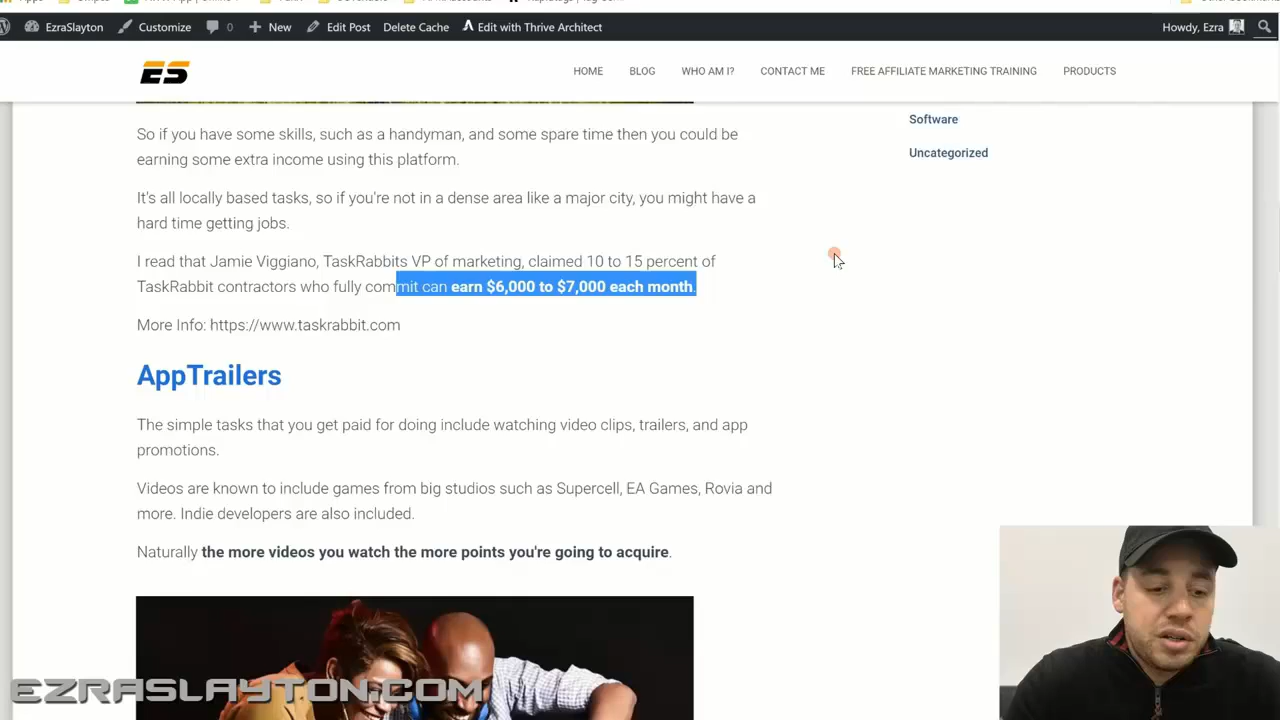 EzraSlayton Customize 0 New Edit Post Delete Cache Edit with Thrive Architect Howdy, Ezra
ES HOME BLOG WHO AM I? CONTACT ME FREE AFFILIATE MARKETING TRAINING PRODUCTS
Software
Uncategorized
So if you have some skills, such as a handyman, and some spare time then you could be
earning some extra income using this platform.
It's all locally based tasks, so if you're not in a dense area like a major city, you might have a
hard time getting jobs.
I read that Jamie Viggiano, TaskRabbits VP of marketing, claimed 10 to 15 percent of
TaskRabbit contractors who fully commit can earn $6,000 to $7,000 each month.
More Info: https://www.taskrabbit.com
AppTrailers
The simple tasks that you get paid for doing include watching video clips, trailers, and app
promotions.
Videos are known to include games from big studios such as Supercell, EA Games, Rovia and
more. Indie developers are also included.
Naturally the more videos you watch the more points you're going to acquire.
EZRASLAYTON.COM